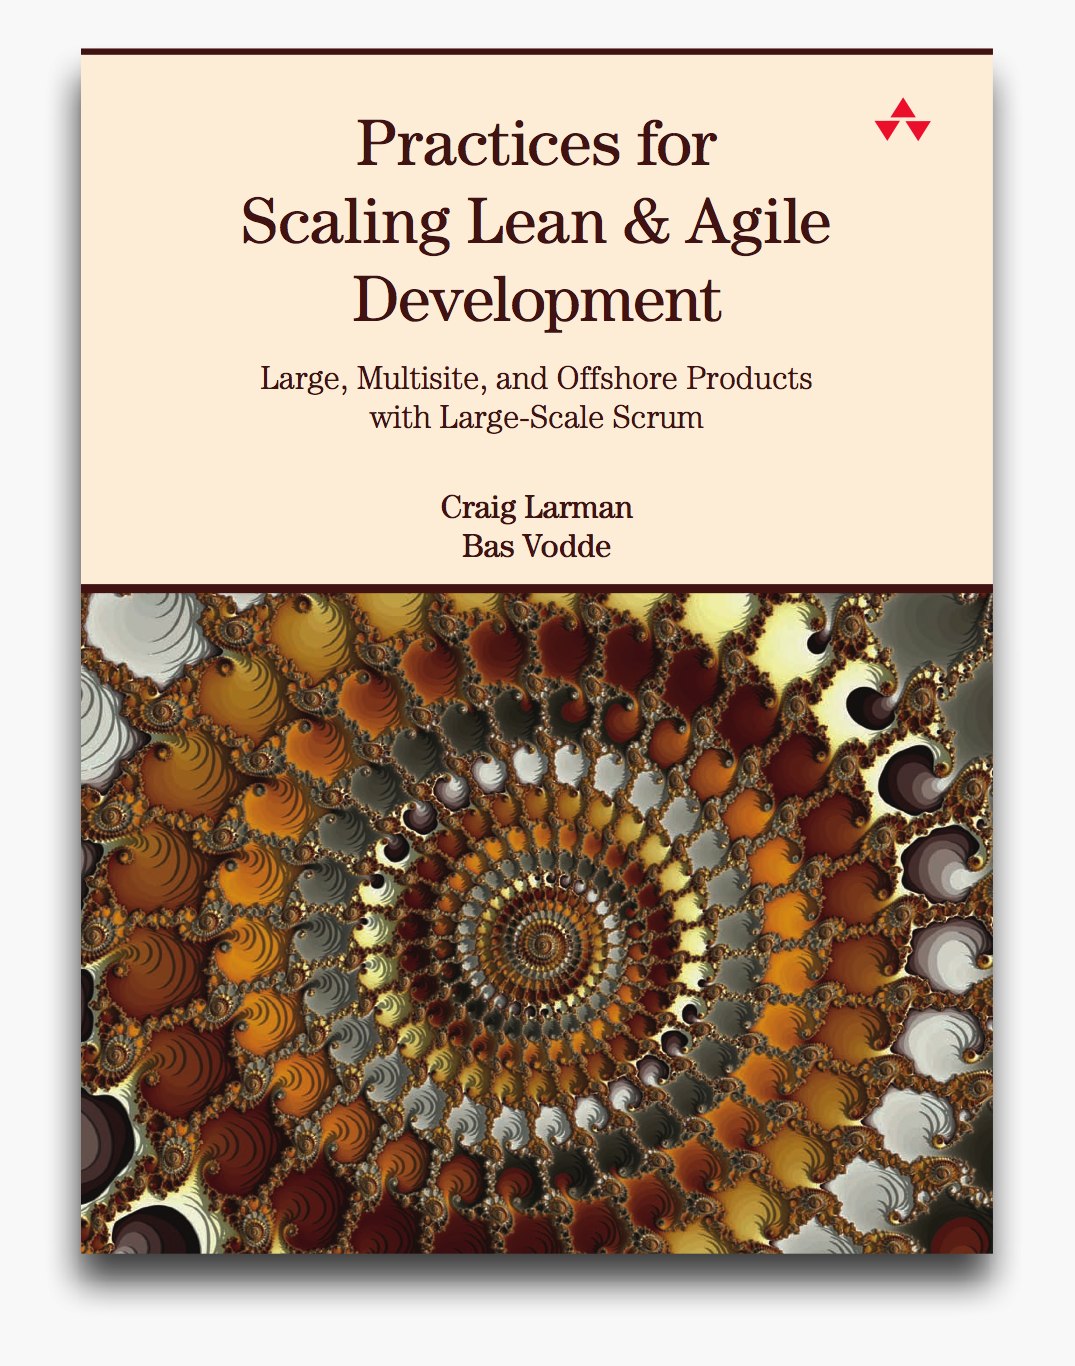 Practices for
Scaling Lean & Agile
Development
Large, Multisite, and Offshore Products
with Large-Scale Scrum
Craig Larman
Bas Vodde